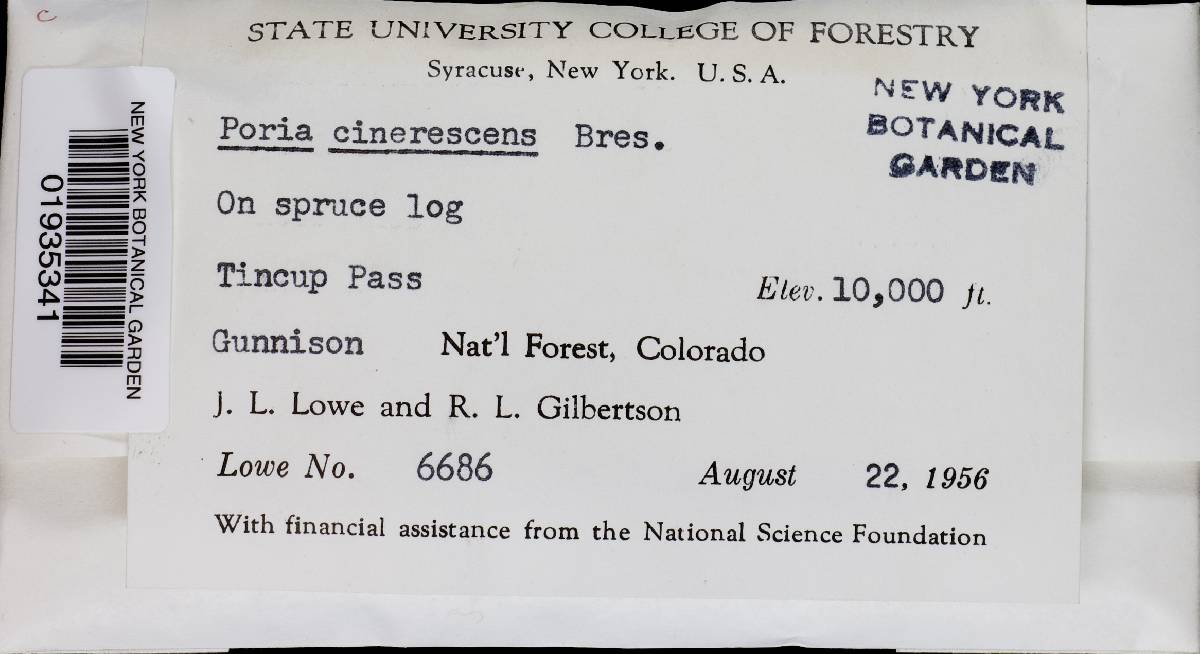 C
STATE UNIVERSITY COLLEGE OF FORESTRY
Syracuse, New York. U. S. A.
NEW YORK
BOTANICAL
GARDEN
Poria cinerescens Bres.
On spruce log
Tincup Pass Elev. 10,000 ft.
Gunnison Nat'l Forest, Colorado
J. L. Lowe and R. L. Gilbertson
Lowe No. 6686 August 22, 1956
With financial assistance from the National Science Foundation
NEW YORK BOTANICAL GARDEN
01935341